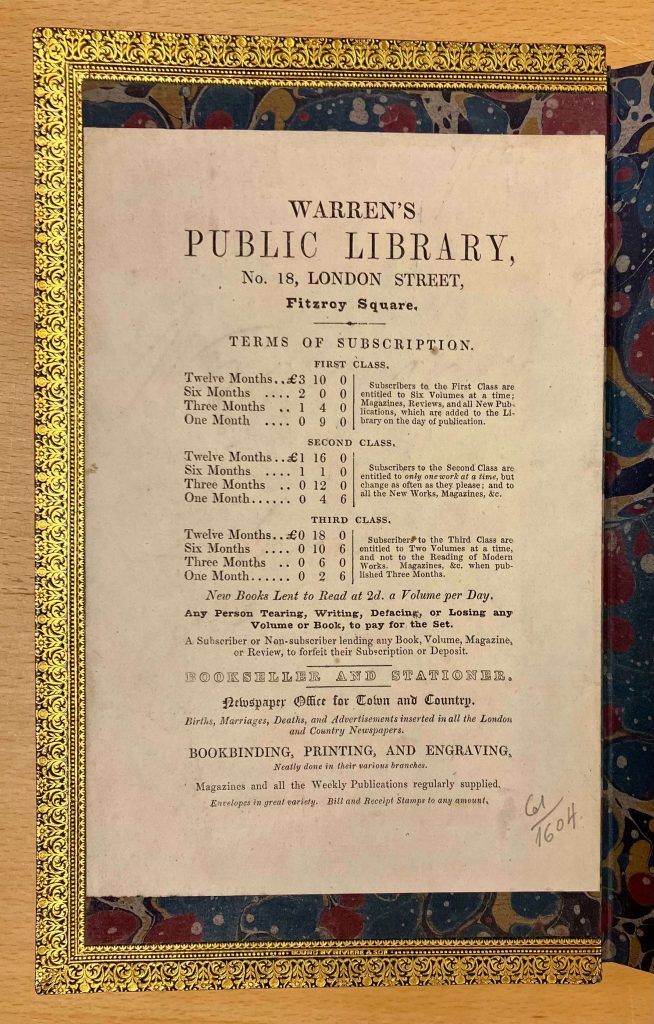 WARREN'S
PUBLIC LIBRARY,
No. 18, LONDON STREET,
Fitzroy Square.
TERMS OF SUBSCRIPTION.
FIRST CLASS.
Twelve Months..£3 10 0
Six Months .... 2 0 0
Three Months .. 1 4 0
One Month .... 0 9 0
Subscribers to the First Class are
entitled to Six Volumes at a time;
Magazines, Reviews, and all New Pub-
lications, which are added to the Li-
brary on the day of publication.
SECOND CLASS.
Twelve Months..£1 16 0
Six Months .... 1 1 0
Three Months .. 0 12 0
One Month...... 0 4 6
Subscribers to the Second Class are
entitled to only one work at a time, but
change as often as they please; and to
all the New Works, Magazines, &c.
THIRD CLASS.
Twelve Months..£0 18 0
Six Months .... 0 10 6
Three Months .. 0 6 0
One Month...... 0 2 6
Subscribers to the Third Class are
entitled to Two Volumes at a time,
and not to the Reading of Modern
Works. Magazines, &c. when pub-
lished Three Months.
New Books Lent to Read at 2d. a Volume per Day.
Any Person Tearing, Writing, Defacing, or Losing any
Volume or Book, to pay for the Set.
A Subscriber or Non-subscriber lending any Book, Volume, Magazine,
or Review, to forfeit their Subscription or Deposit.
BOOKSELLER AND STATIONER.
Newspaper Office for Town and Country.
Births, Marriages, Deaths, and Advertisements inserted in all the London
and Country Newspapers.
BOOKBINDING, PRINTING, AND ENGRAVING,
Neatly done in their various branches.
Magazines and all the Weekly Publications regularly supplied.
Envelopes in great variety. Bill and Receipt Stamps to any amount.
1604